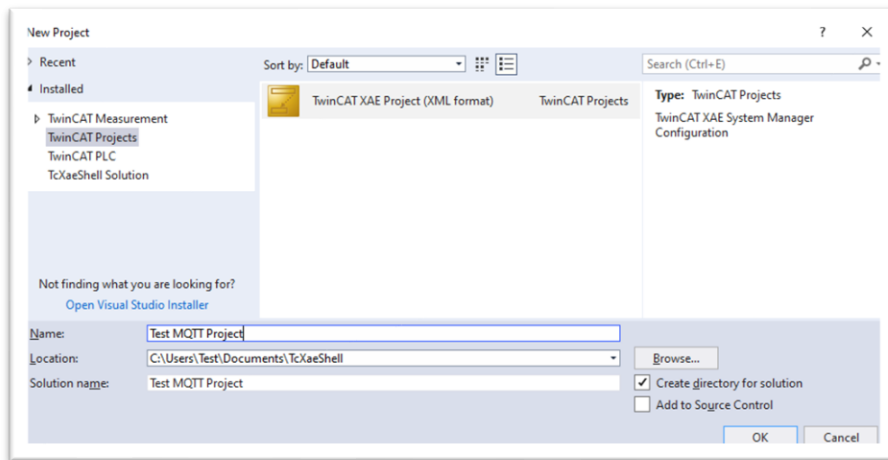 New Project
?
Recent
Installed
TwinCAT Measurement
TwinCAT Projects
TwinCAT PLC
TcXaeShell Solution
Not finding what you are looking for?
Open Visual Studio Installer
Sort by: Default
TwinCAT XAE Project (XML format) TwinCAT Projects
Search (Ctrl+E)
Type: TwinCAT Projects
TwinCAT XAE System Manager
Configuration
Name: Test MQTT Project
Location: C:\Users\Test\Documents\TcXaeShell
Browse...
Solution name: Test MQTT Project
Create directory for solution
Add to Source Control
OK Cancel